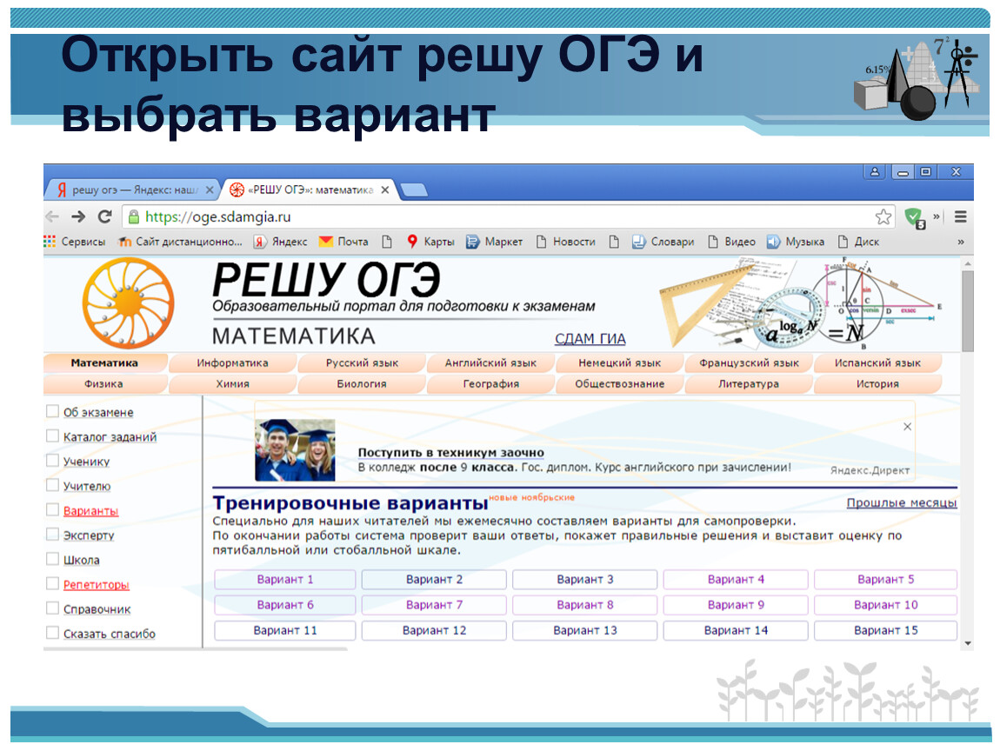 Открыть сайт решу ОГЭ и
выбрать вариант
6.15%
7²
решу огэ — Яндекс: наш
«РЕШУ ОГЭ»: математика
https://oge.sdamgia.ru
5
»
Сервисы Сайт дистанционно... Яндекс Почта Карты Маркет Новости Словари Видео Музыка Диск »
РЕШУ ОГЭ
Образовательный портал для подготовки к экзаменам
МАТЕМАТИКА СДАМ ГИА
log a N
a = N
Математика Информатика Русский язык Английский язык Немецкий язык Французский язык Испанский язык
Физика Химия Биология География Обществознание Литература История
Об экзамене
Каталог заданий
Ученику
Учителю
Варианты
Эксперту
Школа
Репетиторы
Справочник
Сказать спасибо
Поступить в техникум заочно
В колледж после 9 класса. Гос. диплом. Курс английского при зачислении!
Яндекс.Директ
Тренировочные варианты новые ноябрьские Прошлые месяцы
Специально для наших читателей мы ежемесячно составляем варианты для самопроверки.
По окончании работы система проверит ваши ответы, покажет правильные решения и выставит оценку по
пятибалльной или стобалльной шкале.
Вариант 1 Вариант 2 Вариант 3 Вариант 4 Вариант 5
Вариант 6 Вариант 7 Вариант 8 Вариант 9 Вариант 10
Вариант 11 Вариант 12 Вариант 13 Вариант 14 Вариант 15